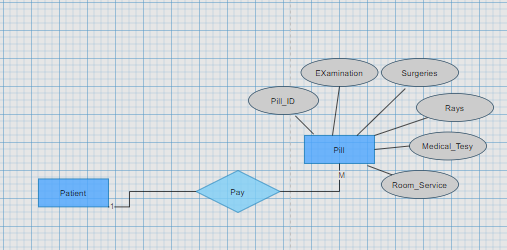 EXamination
Surgeries
Pill_ID
Rays
Pill
Medical_Tesy
M
Room_Service
Patient
Pay
1